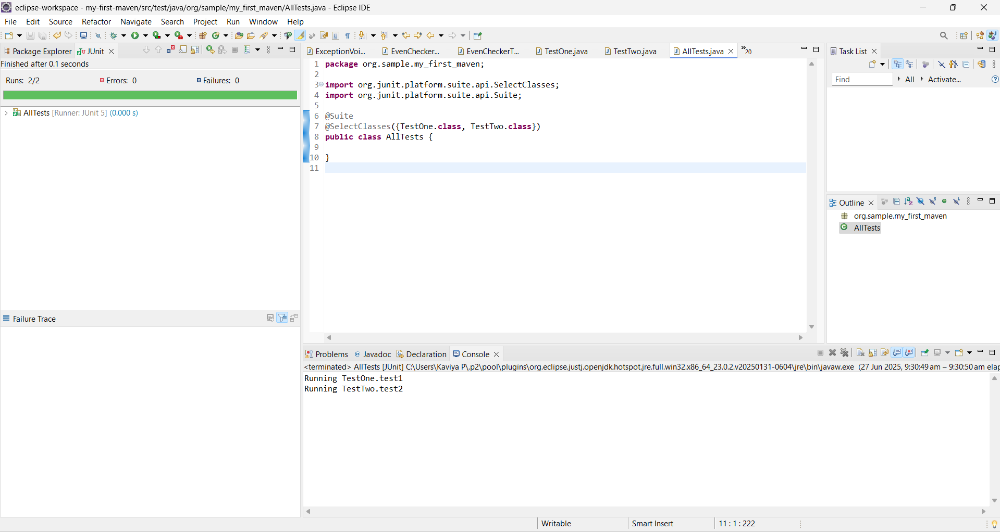 eclipse-workspace - my-first-maven/src/test/java/org/sample/my_first_maven/AllTests.java - Eclipse IDE
File Edit Source Refactor Navigate Search Project Run Window Help
Package Explorer JUnit
Finished after 0.1 seconds
Runs: 2/2 Errors: 0 Failures: 0
AllTests [Runner: JUnit 5] (0.000 s)
Failure Trace
ExceptionVoi... EvenChecker... EvenCheckerT... TestOne.java TestTwo.java AllTests.java »20
1 package org.sample.my_first_maven;
2
3 import org.junit.platform.suite.api.SelectClasses;
4 import org.junit.platform.suite.api.Suite;
5
6 @Suite
7 @SelectClasses({TestOne.class, TestTwo.class})
8 public class AllTests {
9
10 }
11
Task List
Find All Activate...
Outline
org.sample.my_first_maven
AllTests
Problems @ Javadoc Declaration Console
<terminated> AllTests [JUnit] C:\Users\Kaviya P\.p2\pool\plugins\org.eclipse.justj.openjdk.hotspot.jre.full.win32.x86_64_23.0.2.v20250131-0604\jre\bin\javaw.exe (27 Jun 2025, 9:30:49 am – 9:30:50 am elap
Running TestOne.test1
Running TestTwo.test2
Writable Smart Insert 11 : 1 : 222